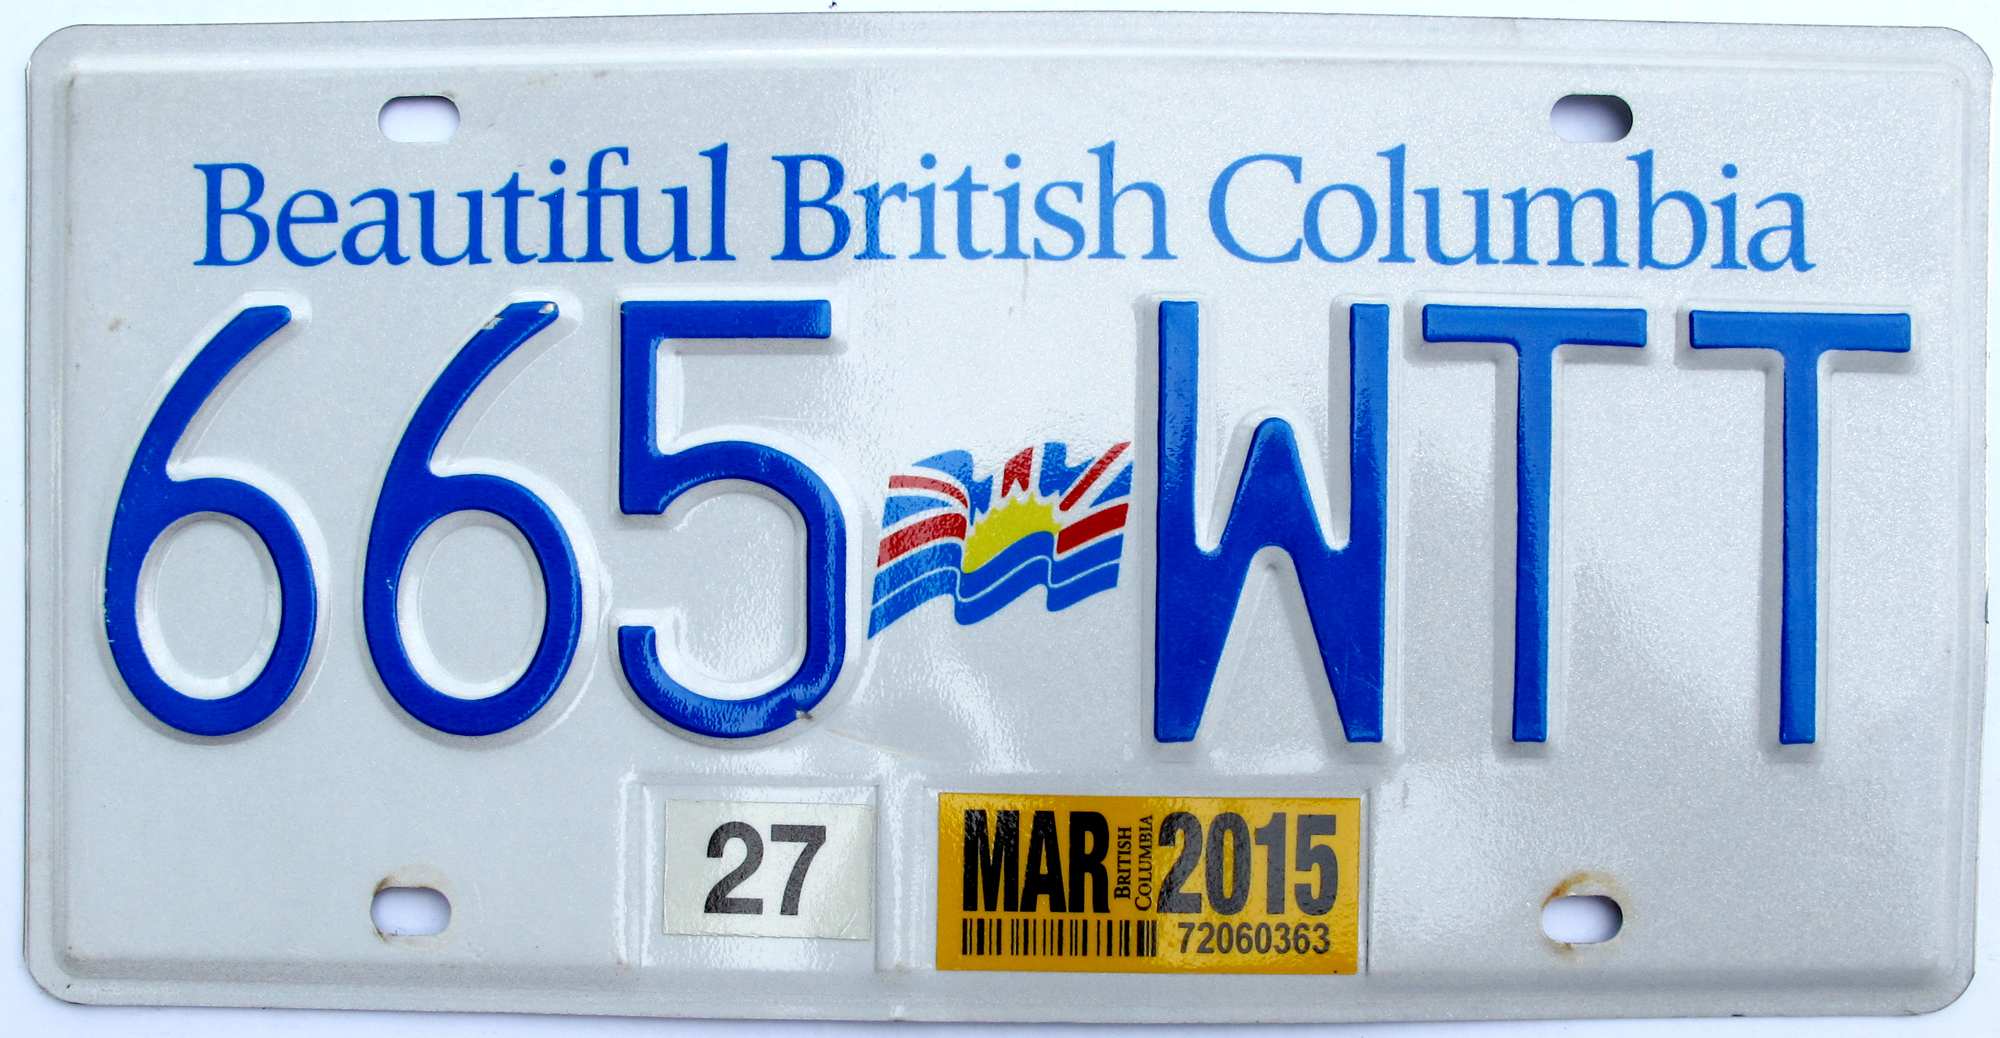 Beautiful British Columbia
665 WTT
27
MAR BRITISH COLUMBIA 2015
72060363